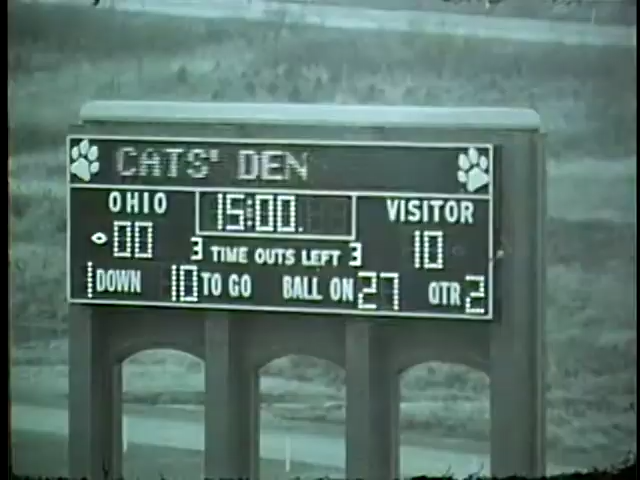 CATS' DEN
OHIO 15:00 VISITOR
00 3 TIME OUTS LEFT 3 10
1 DOWN 10 TO GO BALL ON 27 QTR 2